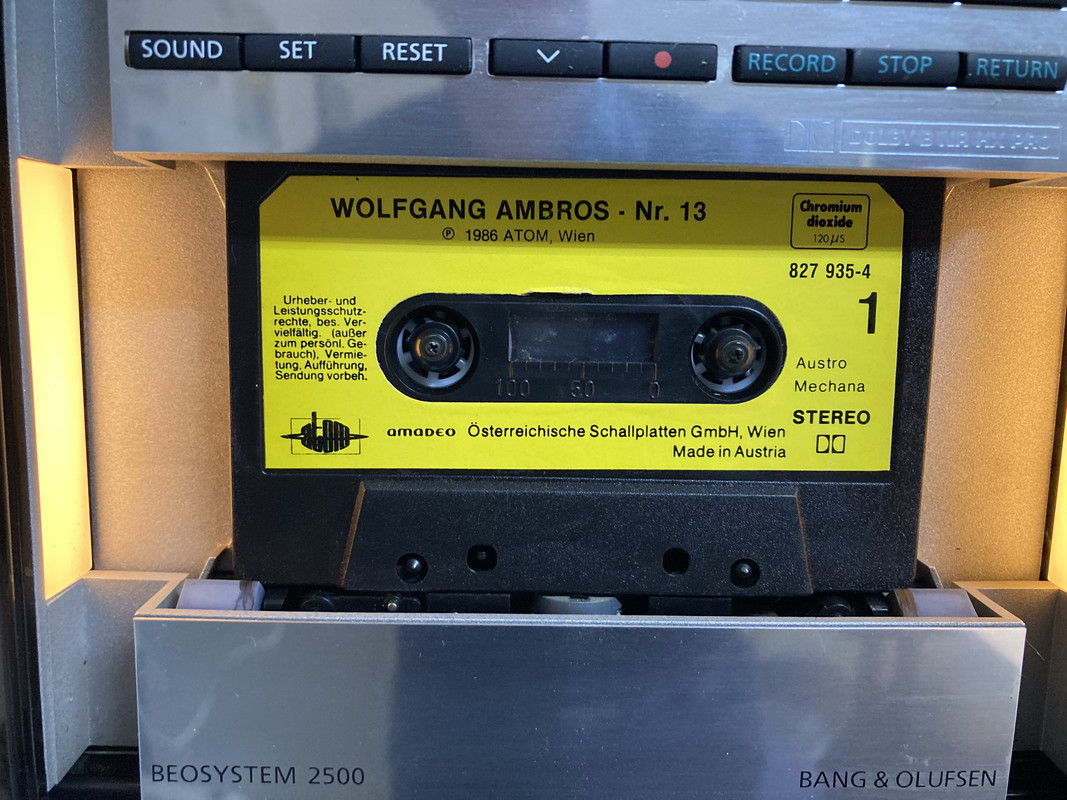 SOUND SET RESET RECORD STOP RETURN
DOLBY B NR HX PRO
WOLFGANG AMBROS - Nr. 13
℗ 1986 ATOM, Wien
Chromium
dioxide
120µS
827 935-4
1
Urheber- und
Leistungsschutz-
rechte, bes. Ver-
vielfältig. (außer
zum persönl. Ge-
brauch), Vermie-
tung, Aufführung,
Sendung vorbeh.
100 50 0
Austro
Mechana
STEREO
atom
amadeo Österreichische Schallplatten GmbH, Wien
Made in Austria
BEOSYSTEM 2500
BANG & OLUFSEN